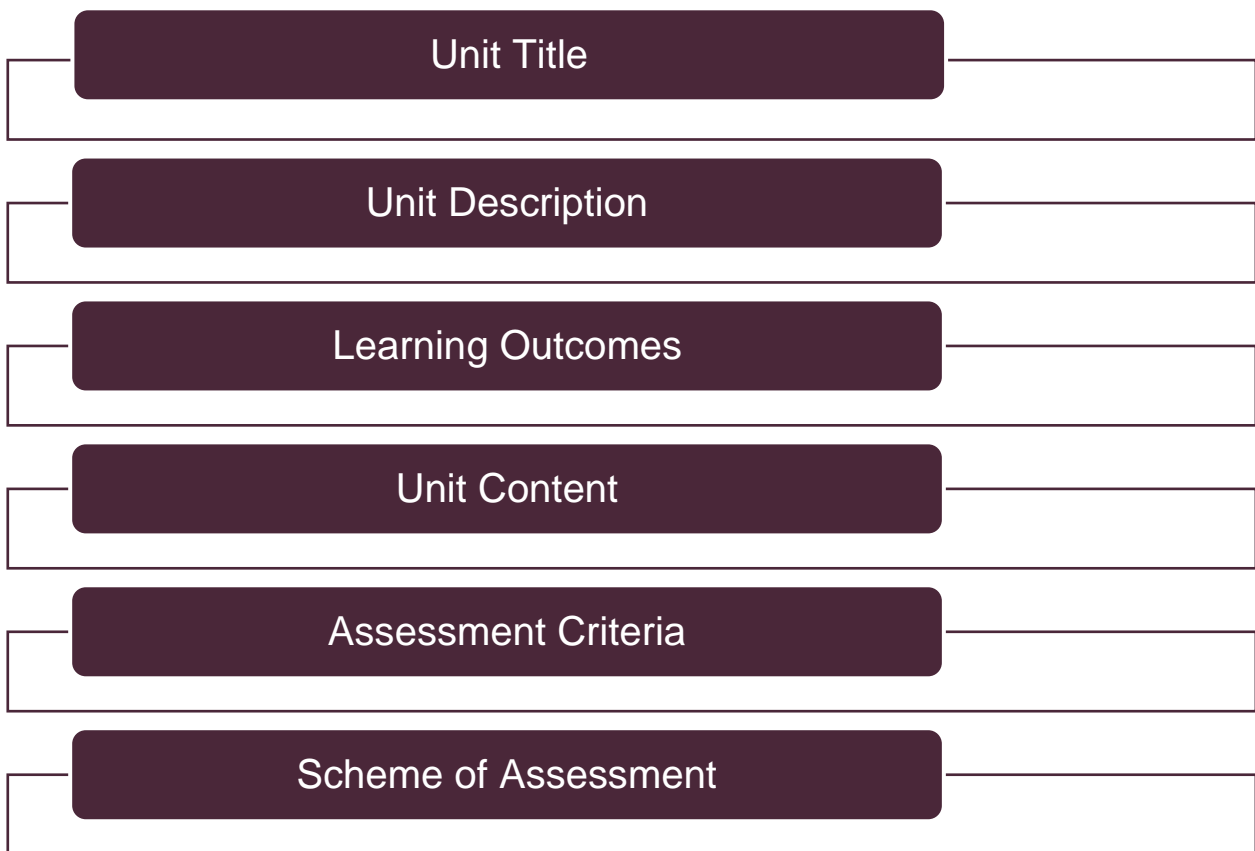 Unit Title
Unit Description
Learning Outcomes
Unit Content
Assessment Criteria
Scheme of Assessment